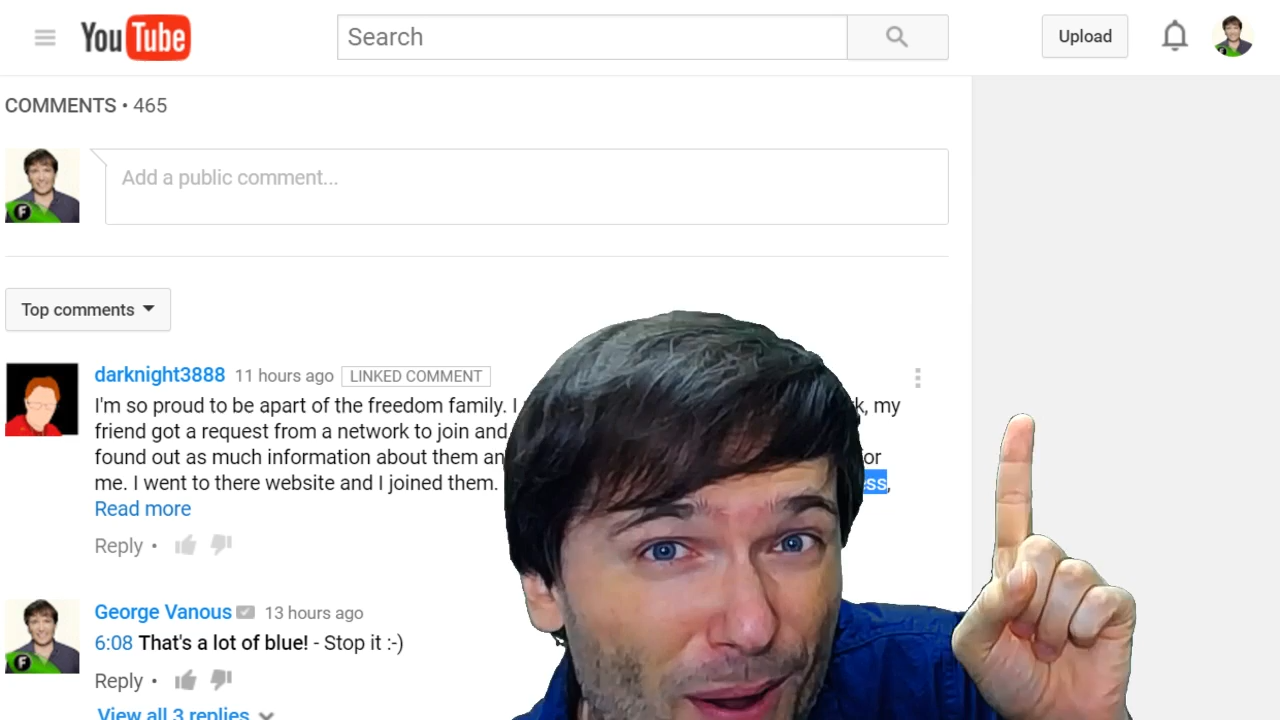 YouTube
Search
Upload
COMMENTS • 465
Add a public comment...
Top comments
darknight3888 11 hours ago LINKED COMMENT
I'm so proud to be apart of the freedom family. I my
friend got a request from a network to join and
found out as much information about them
me. I went to there website and I joined them.
Read more
Reply •
George Vanous 13 hours ago
6:08 That's a lot of blue! - Stop it :-)
Reply •
View all 3 replies
F
F